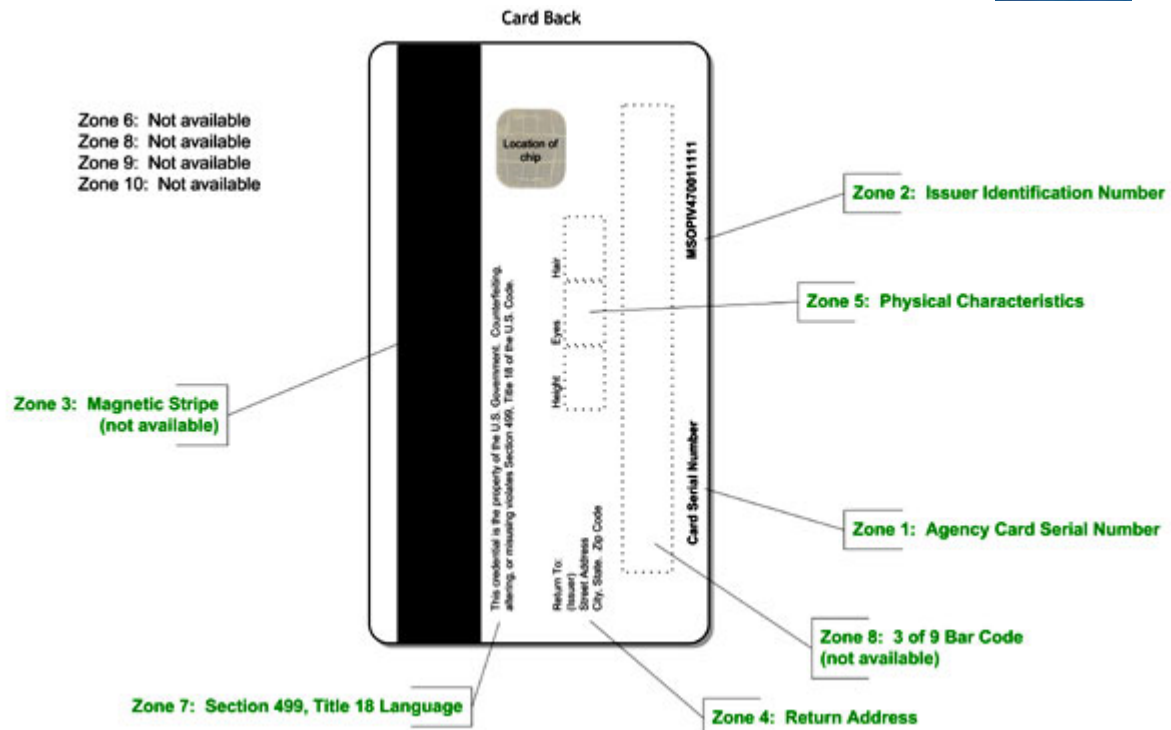 Card Back
Zone 6: Not available
Zone 8: Not available
Zone 9: Not available
Zone 10: Not available
Location of
chip
Zone 2: Issuer Identification Number
MSOPIV470011111
Zone 5: Physical Characteristics
Hair
Eyes
Height
This credential is the property of the U.S. Government. Counterfeiting,
altering, or misusing violates Section 499, Title 18 of the U.S. Code.
Zone 3: Magnetic Stripe
(not available)
Card Serial Number
Zone 1: Agency Card Serial Number
Return To:
(Issuer)
Street Address
City, State. Zip Code
Zone 8: 3 of 9 Bar Code
(not available)
Zone 7: Section 499, Title 18 Language
Zone 4: Return Address